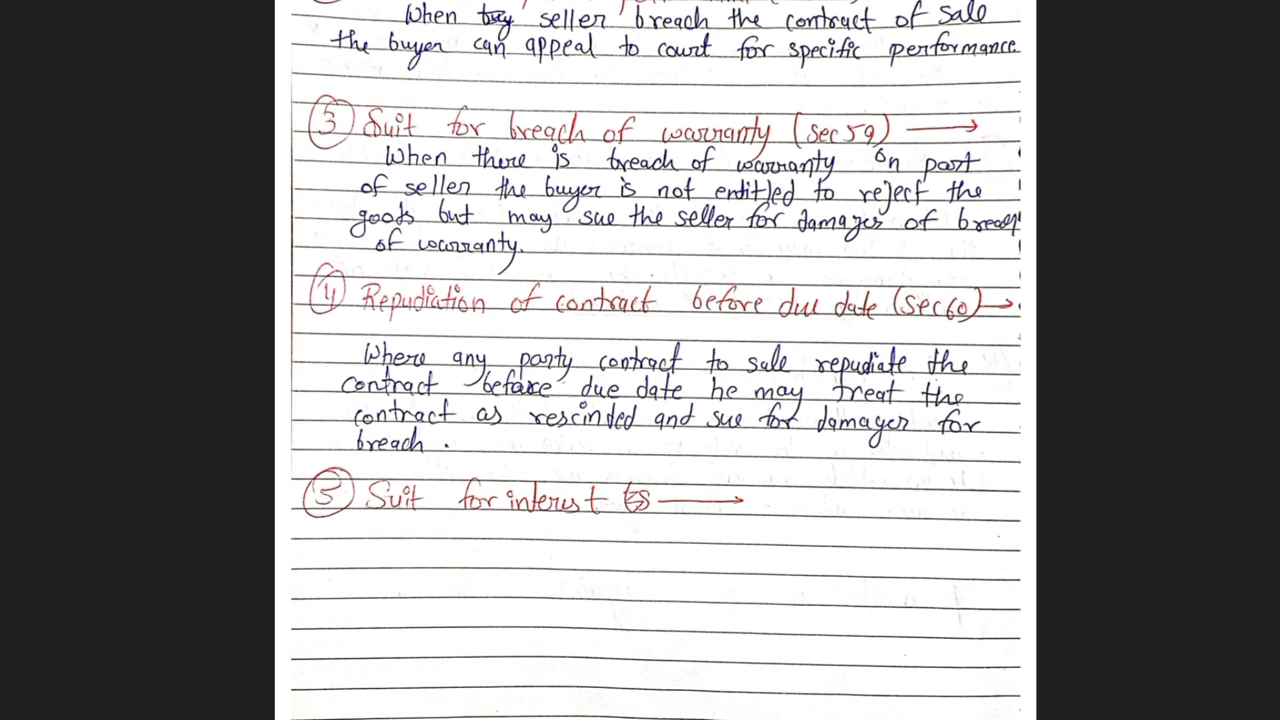 When seller breach the contract of sale
the buyer can appeal to court for specific performance
3 Suit for breach of warranty (sec 59) →
When there is breach of warranty on part
of seller the buyer is not entitled to reject the
goods but may sue the seller for damages of breach
of warranty.
4 Repudiation of contract before due date (sec 60) →
Where any party contract to sale repudiate the
contract before due date he may treat the
contract as rescinded and sue for damages for
breach .
5 Suit for interest →